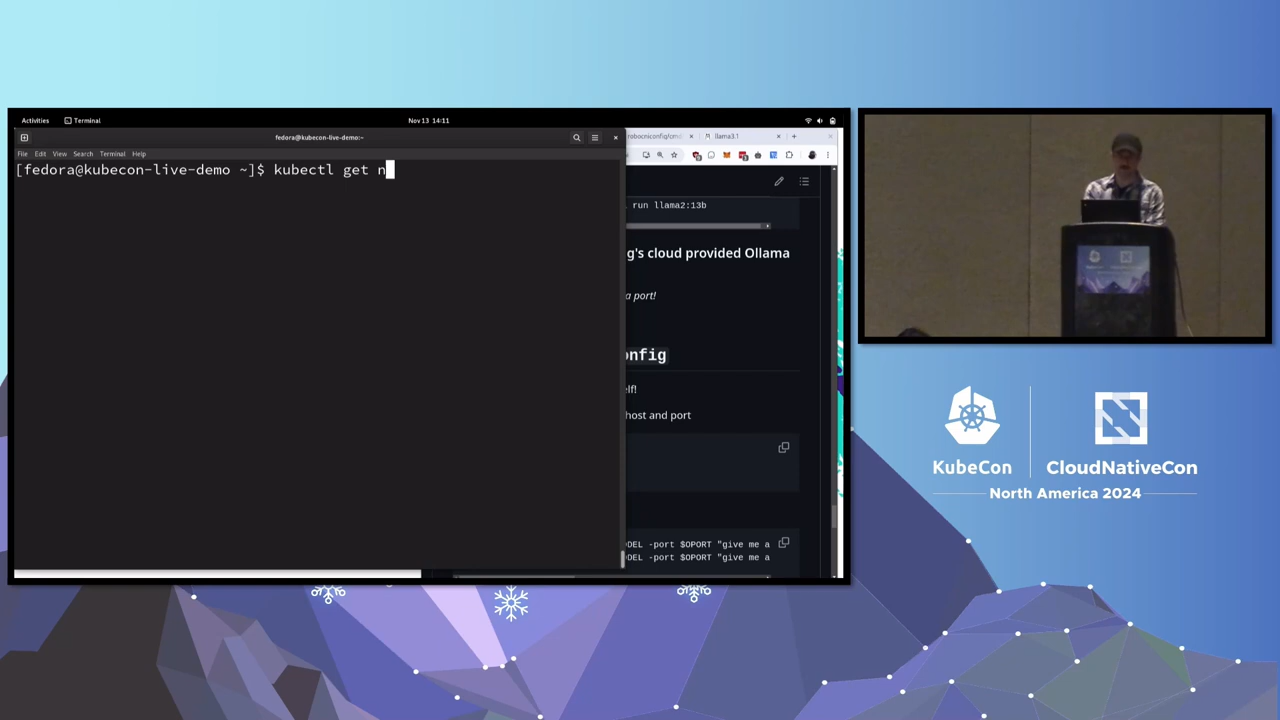 Activities
Terminal
Nov 13 14:11
fedora@kubecon-live-demo:~
File Edit View Search Terminal Help
[fedora@kubecon-live-demo ~]$ kubectl get n
llama3.1
run llama2:13b
g's cloud provided Ollama
a port!
onfig
elf!
host and port
ODEL -port $OPORT "give me a
ODEL -port $OPORT "give me a
KubeCon
CloudNativeCon
North America 2024